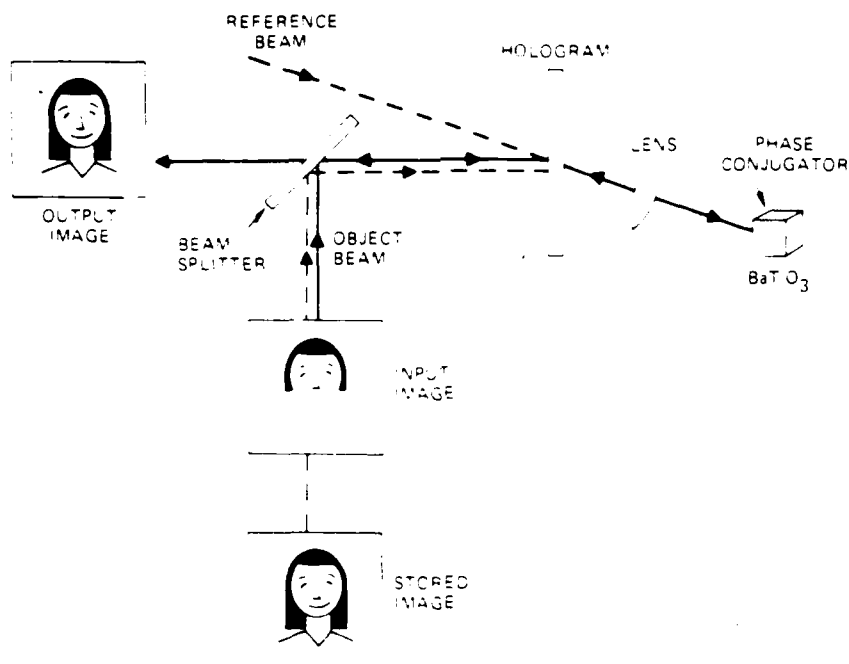 REFERENCE
BEAM
HOLOGRAM
LENS
PHASE
CONJUGATOR
OUTPUT
IMAGE
BEAM
SPLITTER
OBJECT
BEAM
BaTiO3
INPUT
IMAGE
STORED
IMAGE